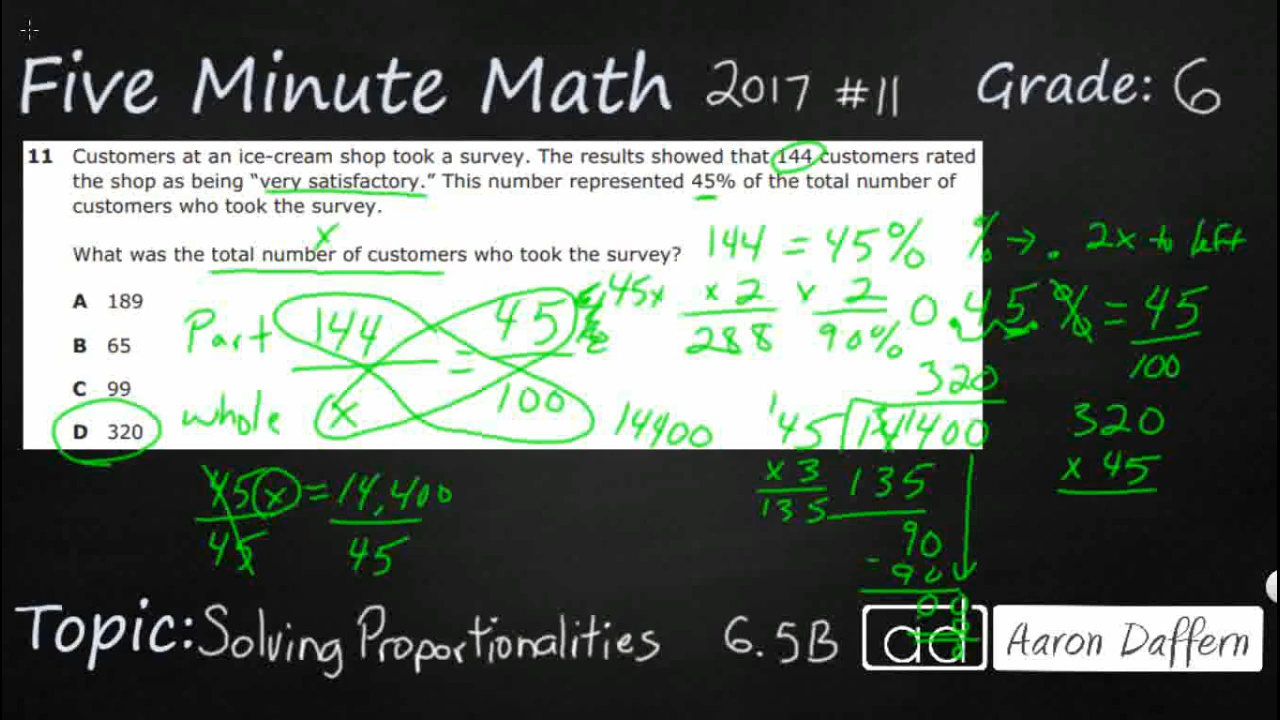 Five Minute Math 2017 #11 Grade: 6
11 Customers at an ice-cream shop took a survey. The results showed that 144 customers rated
the shop as being “very satisfactory.” This number represented 45% of the total number of
customers who took the survey.
x
What was the total number of customers who took the survey?
144 = 45% % → . 2x to left
x 2 x 2
288 90%
0.45% = 45
100
A 189
B 65
C 99
D 320
Part 144 = 45
whole x 100
45x
14400
320
45 14400
x 3 135
135
90
- 90
00
320
x 45
45(x) = 14,400
45 45
Topic: Solving Proportionalities 6.5B ad Aaron Daffern